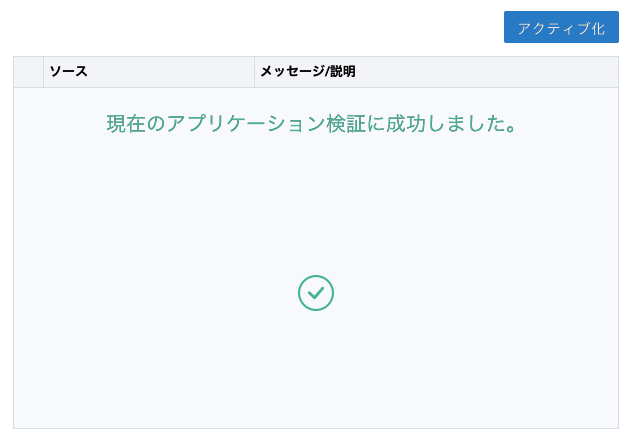 アクティブ化
ソース メッセージ/説明
現在のアプリケーション検証に成功しました。